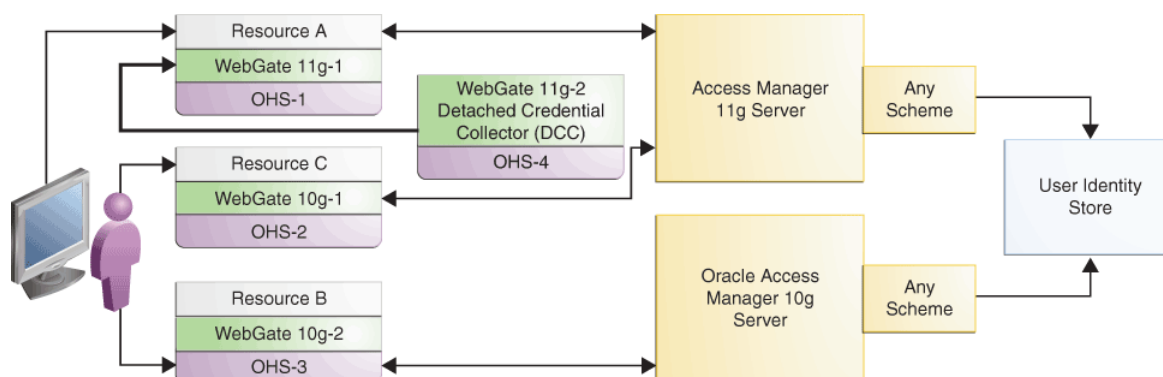 Resource A
WebGate 11g-1
OHS-1
WebGate 11g-2
Detached Credential
Collector (DCC)
OHS-4
Resource C
WebGate 10g-1
OHS-2
Resource B
WebGate 10g-2
OHS-3
Access Manager
11g Server
Any
Scheme
Oracle Access
Manager 10g
Server
Any
Scheme
User Identity
Store